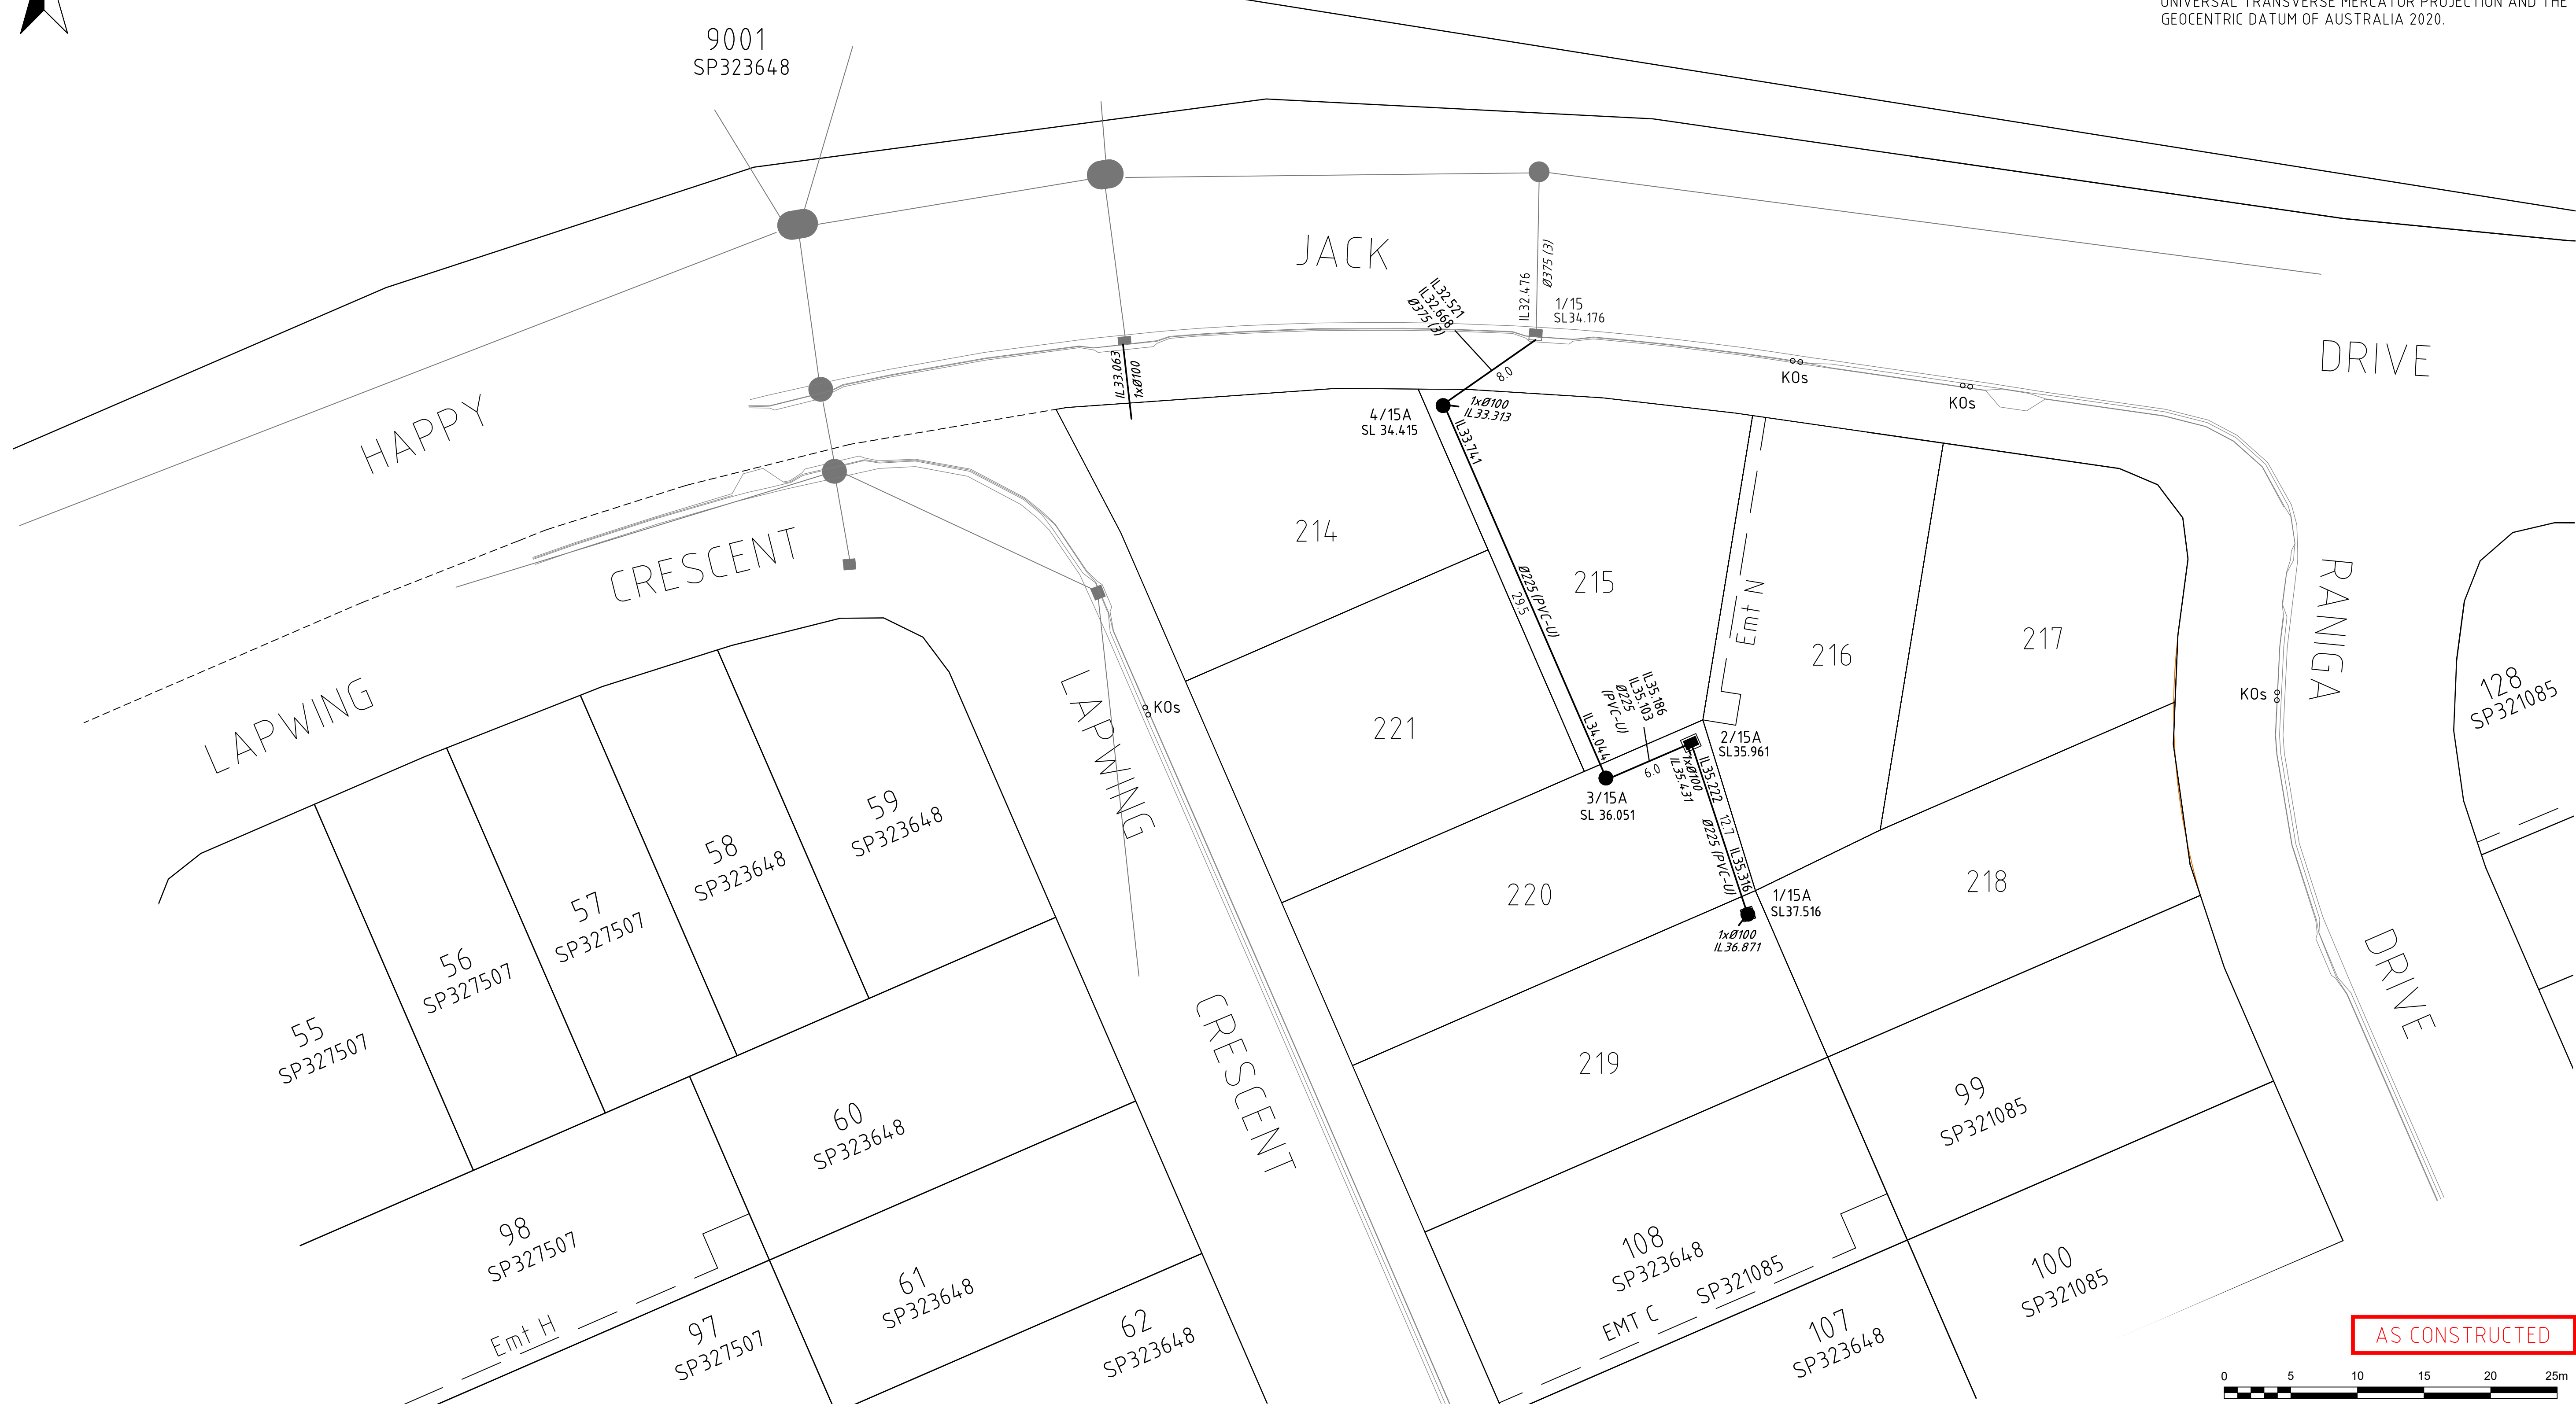 UNIVERSAL TRANSVERSE MERCATOR PROJECTION AND THE
GEOCENTRIC DATUM OF AUSTRALIA 2020.
9001
SP323648
HAPPY
JACK
DRIVE
IL32.521
IL32.668
Ø375 (3)
IL32.476
Ø375 (3)
1/15
SL34.176
8.0
IL33.063
1xØ100
4/15A
SL 34.415
1xØ100
IL33.313
IL33.741
KOs
KOs
LAPWING
CRESCENT
214
215
Ø225 (PVC-U)
29.5
Emt N
216
217
RANIGA
DRIVE
KOs
128
SP321085
KOs
LAPWING
CRESCENT
221
IL34.044
IL35.186
IL35.103
Ø225
(PVC-U)
6.0
2/15A
SL35.961
3/15A
SL 36.051
1xØ100
IL35.431
IL35.222
12.7
IL35.316
Ø225 (PVC-U)
1/15A
SL37.516
1xØ100
IL36.871
220
218
219
55
SP327507
56
SP327507
57
SP327507
58
SP323648
59
SP323648
60
SP323648
98
SP327507
Emt H
97
SP327507
61
SP323648
62
SP323648
99
SP321085
108
SP323648
EMT C
SP321085
107
SP323648
100
SP321085
AS CONSTRUCTED
0 5 10 15 20 25m